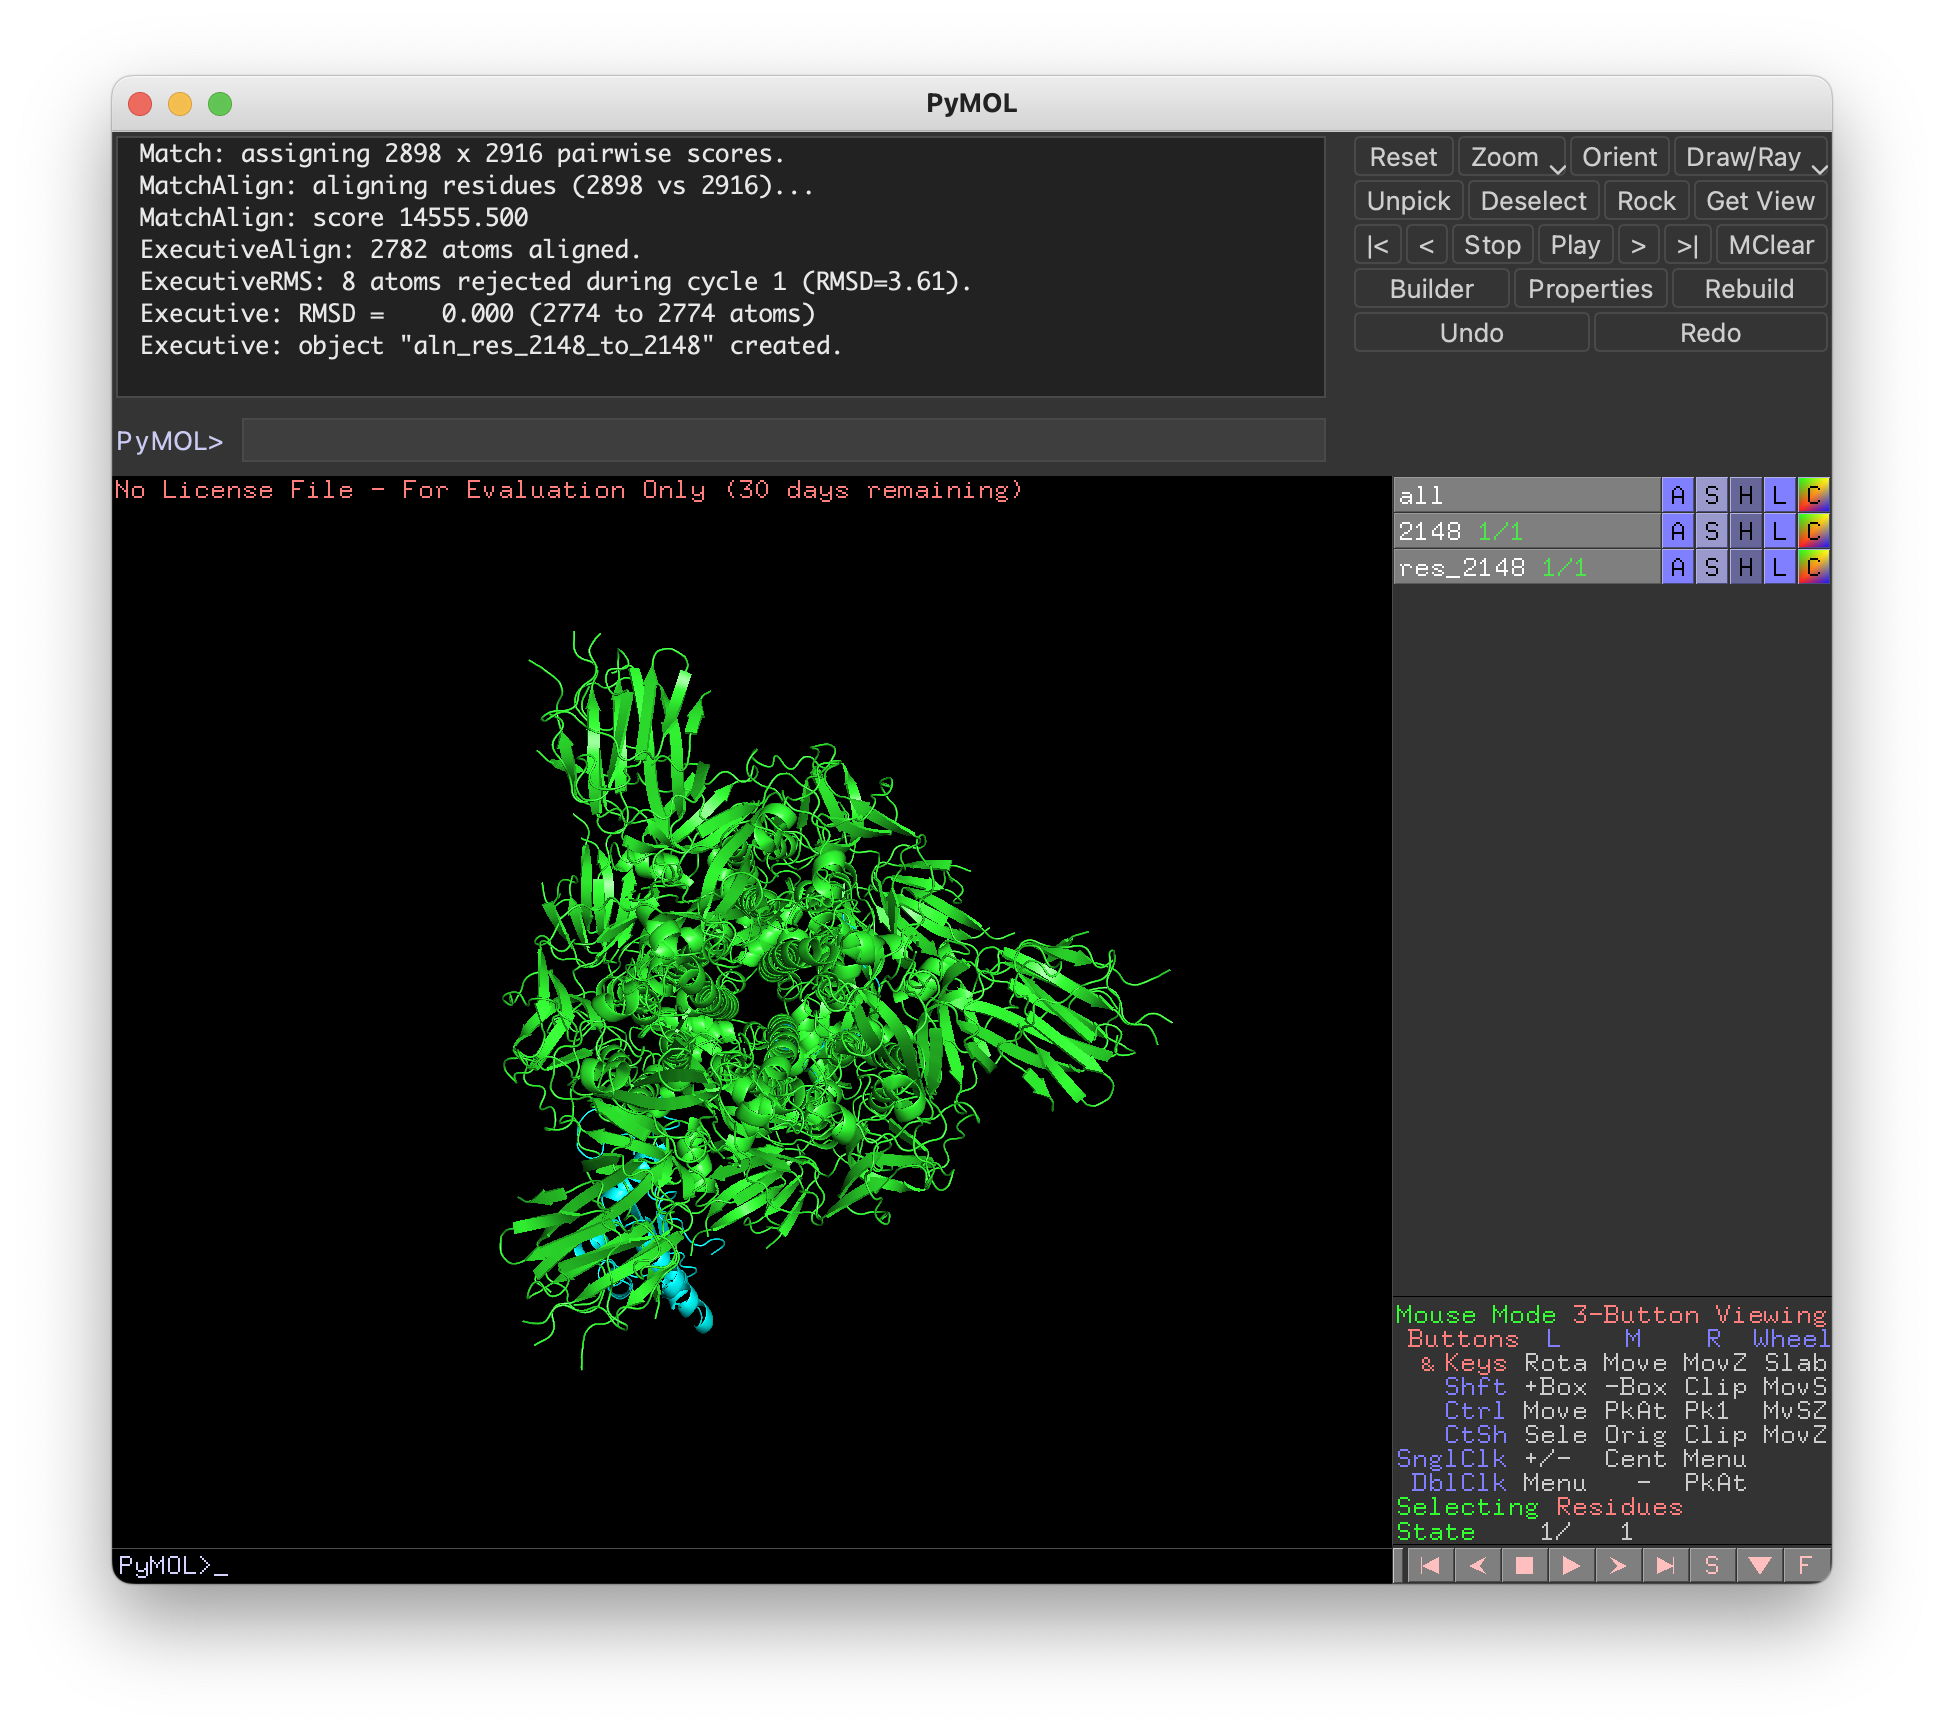 PyMOL
Match: assigning 2898 x 2916 pairwise scores.
MatchAlign: aligning residues (2898 vs 2916)...
MatchAlign: score 14555.500
ExecutiveAlign: 2782 atoms aligned.
ExecutiveRMS: 8 atoms rejected during cycle 1 (RMSD=3.61).
Executive: RMSD =    0.000 (2774 to 2774 atoms)
Executive: object "aln_res_2148_to_2148" created.
Reset Zoom Orient Draw/Ray
Unpick Deselect Rock Get View
|< < Stop Play > >| MClear
Builder Properties Rebuild
Undo Redo
PyMOL>
No License File - For Evaluation Only (30 days remaining)
all A S H L C
2148 1/1 A S H L C
res_2148 1/1 A S H L C
Mouse Mode 3-Button Viewing
Buttons L M R Wheel
& Keys Rota Move MovZ Slab
Shft +Box -Box Clip MovS
Ctrl Move PkAt Pk1 MvSZ
CtSh Sele Orig Clip MovZ
SnglClk +/- Cent Menu
DblClk Menu - PkAt
Selecting Residues
State 1/ 1
PyMOL>_
S F